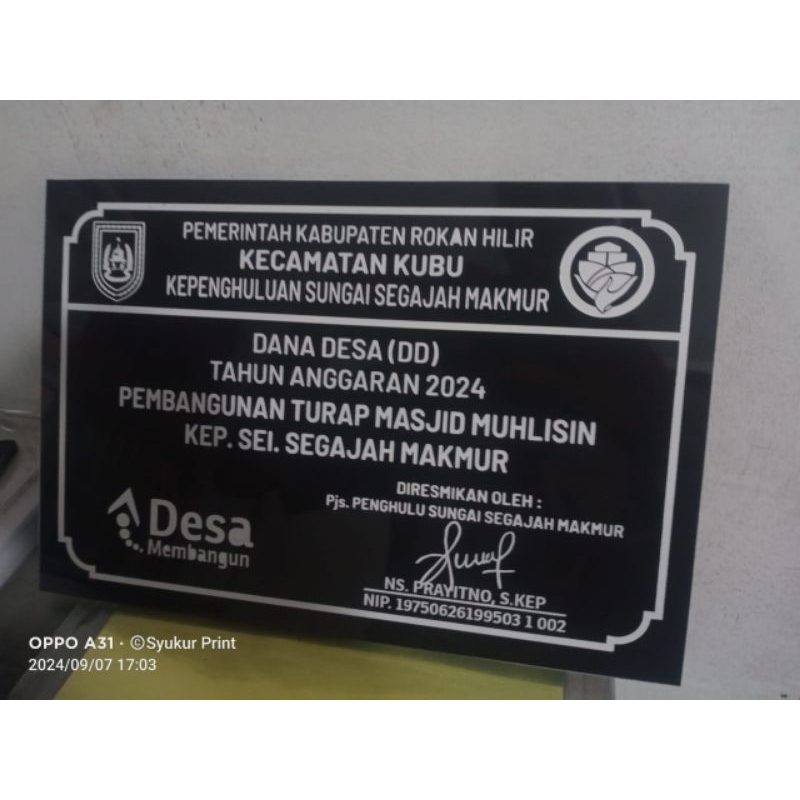 PEMERINTAH KABUPATEN ROKAN HILIR
KECAMATAN KUBU
KEPENGHULUAN SUNGAI SEGAJAH MAKMUR
DANA DESA (DD)
TAHUN ANGGARAN 2024
PEMBANGUNAN TURAP MASJID MUHLISIN
KEP. SEI. SEGAJAH MAKMUR
DIRESMIKAN OLEH :
Pjs. PENGHULU SUNGAI SEGAJAH MAKMUR
Desa
Membangun
NS. PRAYITNO, S.KEP
NIP. 19750626199503 1 002
OPPO A31 · ©Syukur Print
2024/09/07 17:03